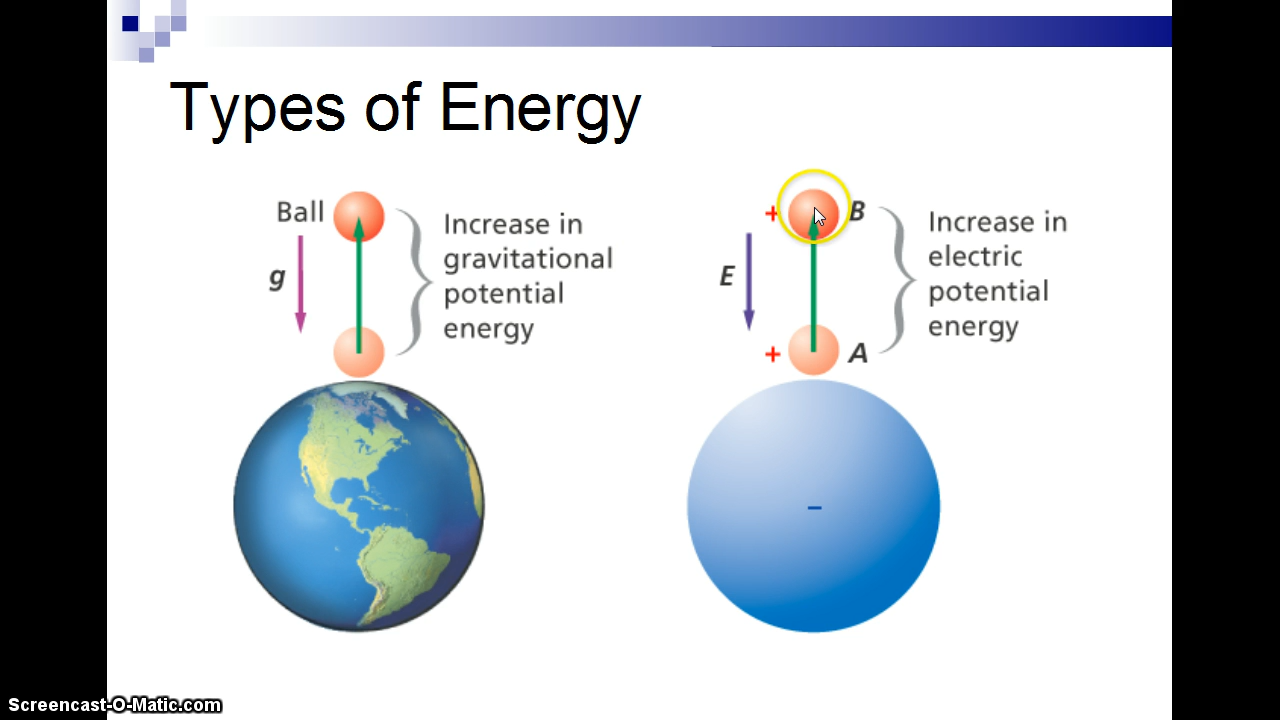 Types of Energy
Ball
g
Increase in
gravitational
potential
energy
+
B
E
+
A
Increase in
electric
potential
energy
−
Screencast-O-Matic.com